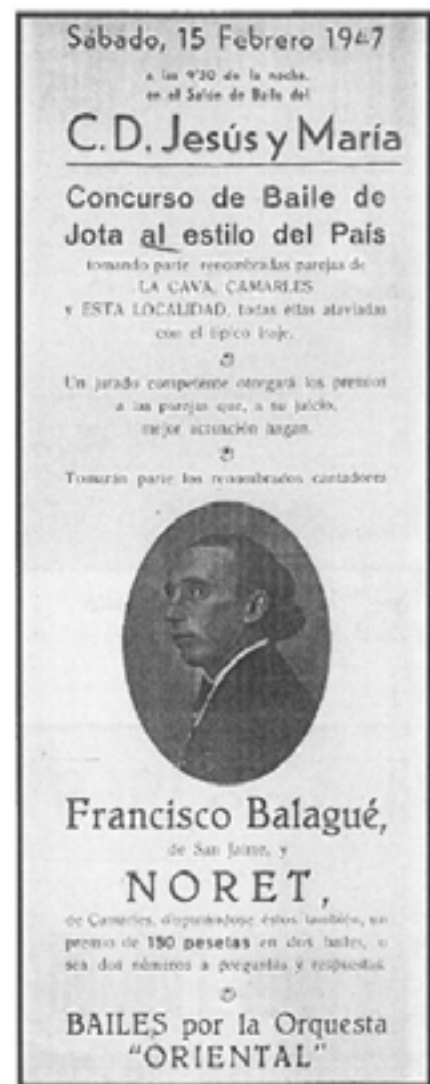 Sábado, 15 Febrero 1947
a las 9'30 de la noche,
en el Salón de Baile del
C.D. Jesús y María
Concurso de Baile de
Jota al estilo del País
tomando parte renombradas parejas de
LA CAVA, CAMARLES
y ESTA LOCALIDAD, todas ellas ataviadas
con el típico traje.
Un jurado competente otorgará los premios
a las parejas que, a su juicio,
mejor actuación hagan.
Tomarán parte los renombrados cantadores
Francisco Balagué,
de San Jaime, y
NORET,
de Camarles, disputándose éstos también, un
premio de 150 pesetas en dos bailes, o
sea dos números a preguntas y respuestas.
BAILES por la Orquesta
"ORIENTAL"